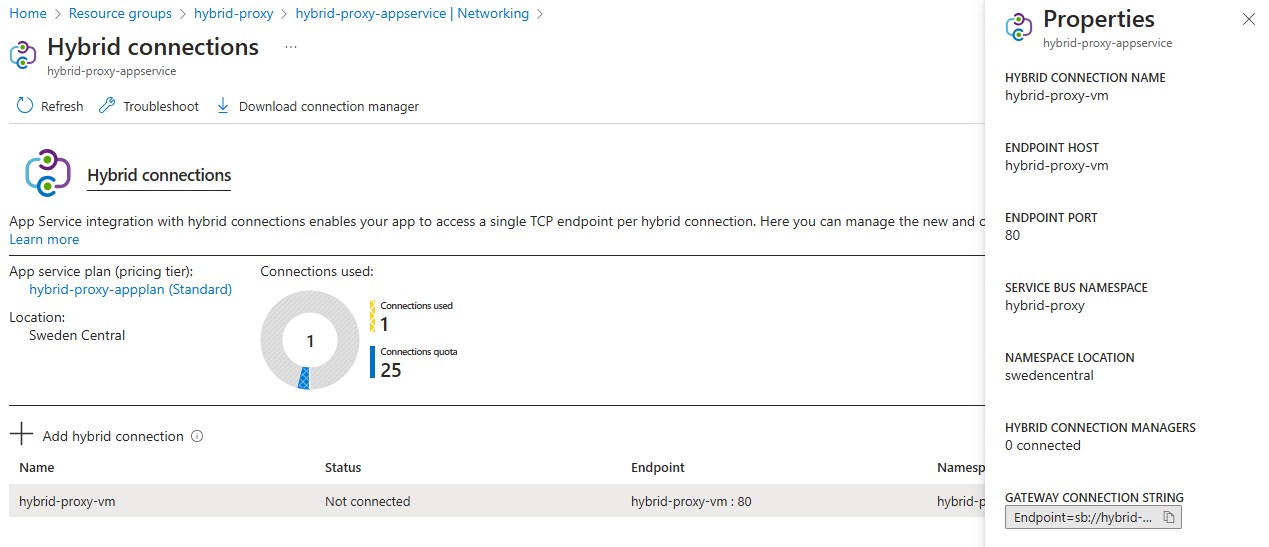 Home > Resource groups > hybrid-proxy > hybrid-proxy-appservice | Networking >
Hybrid connections ...
hybrid-proxy-appservice
Refresh Troubleshoot Download connection manager
Hybrid connections
App Service integration with hybrid connections enables your app to access a single TCP endpoint per hybrid connection. Here you can manage the new and c
Learn more
App service plan (pricing tier):
hybrid-proxy-appplan (Standard)
Location:
Sweden Central
Connections used:
1
Connections used
1
Connections quota
25
Add hybrid connection
Name Status Endpoint Namesp
hybrid-proxy-vm Not connected hybrid-proxy-vm : 80 hybrid-p
Properties
hybrid-proxy-appservice
HYBRID CONNECTION NAME
hybrid-proxy-vm
ENDPOINT HOST
hybrid-proxy-vm
ENDPOINT PORT
80
SERVICE BUS NAMESPACE
hybrid-proxy
NAMESPACE LOCATION
swedencentral
HYBRID CONNECTION MANAGERS
0 connected
GATEWAY CONNECTION STRING
Endpoint=sb://hybrid-...